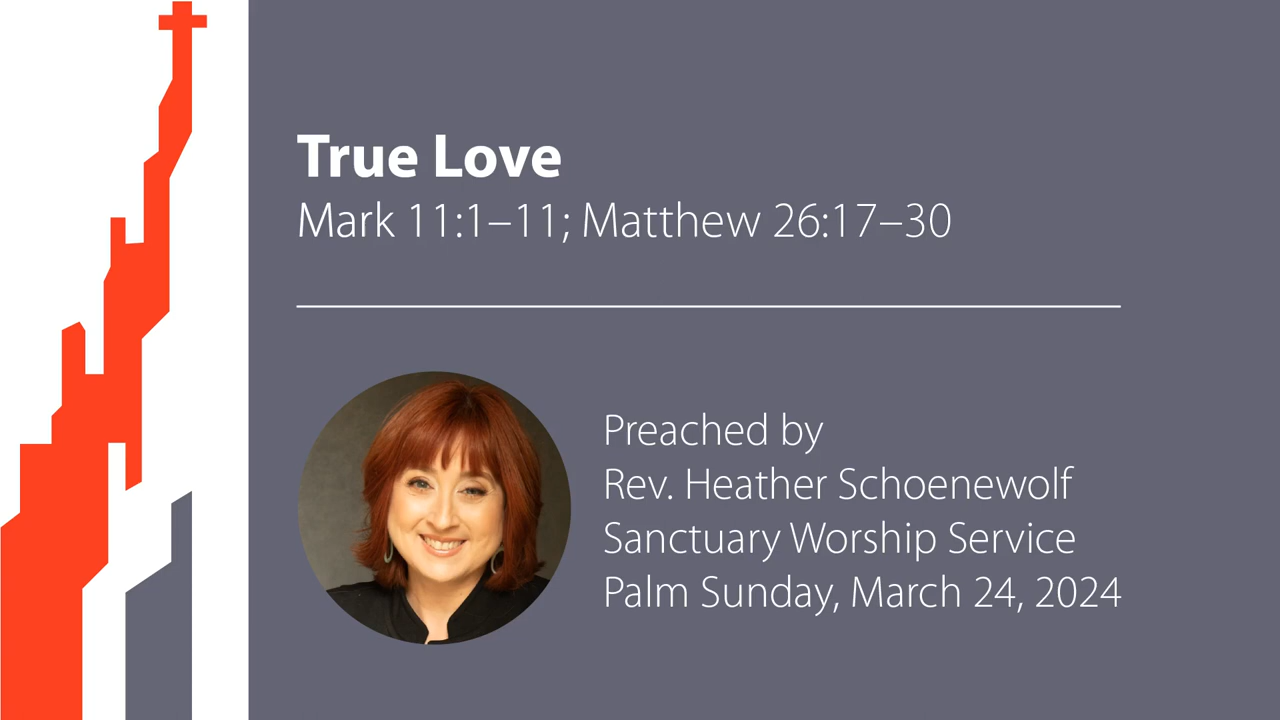 True Love
Mark 11:1–11; Matthew 26:17–30
Preached by
Rev. Heather Schoenewolf
Sanctuary Worship Service
Palm Sunday, March 24, 2024